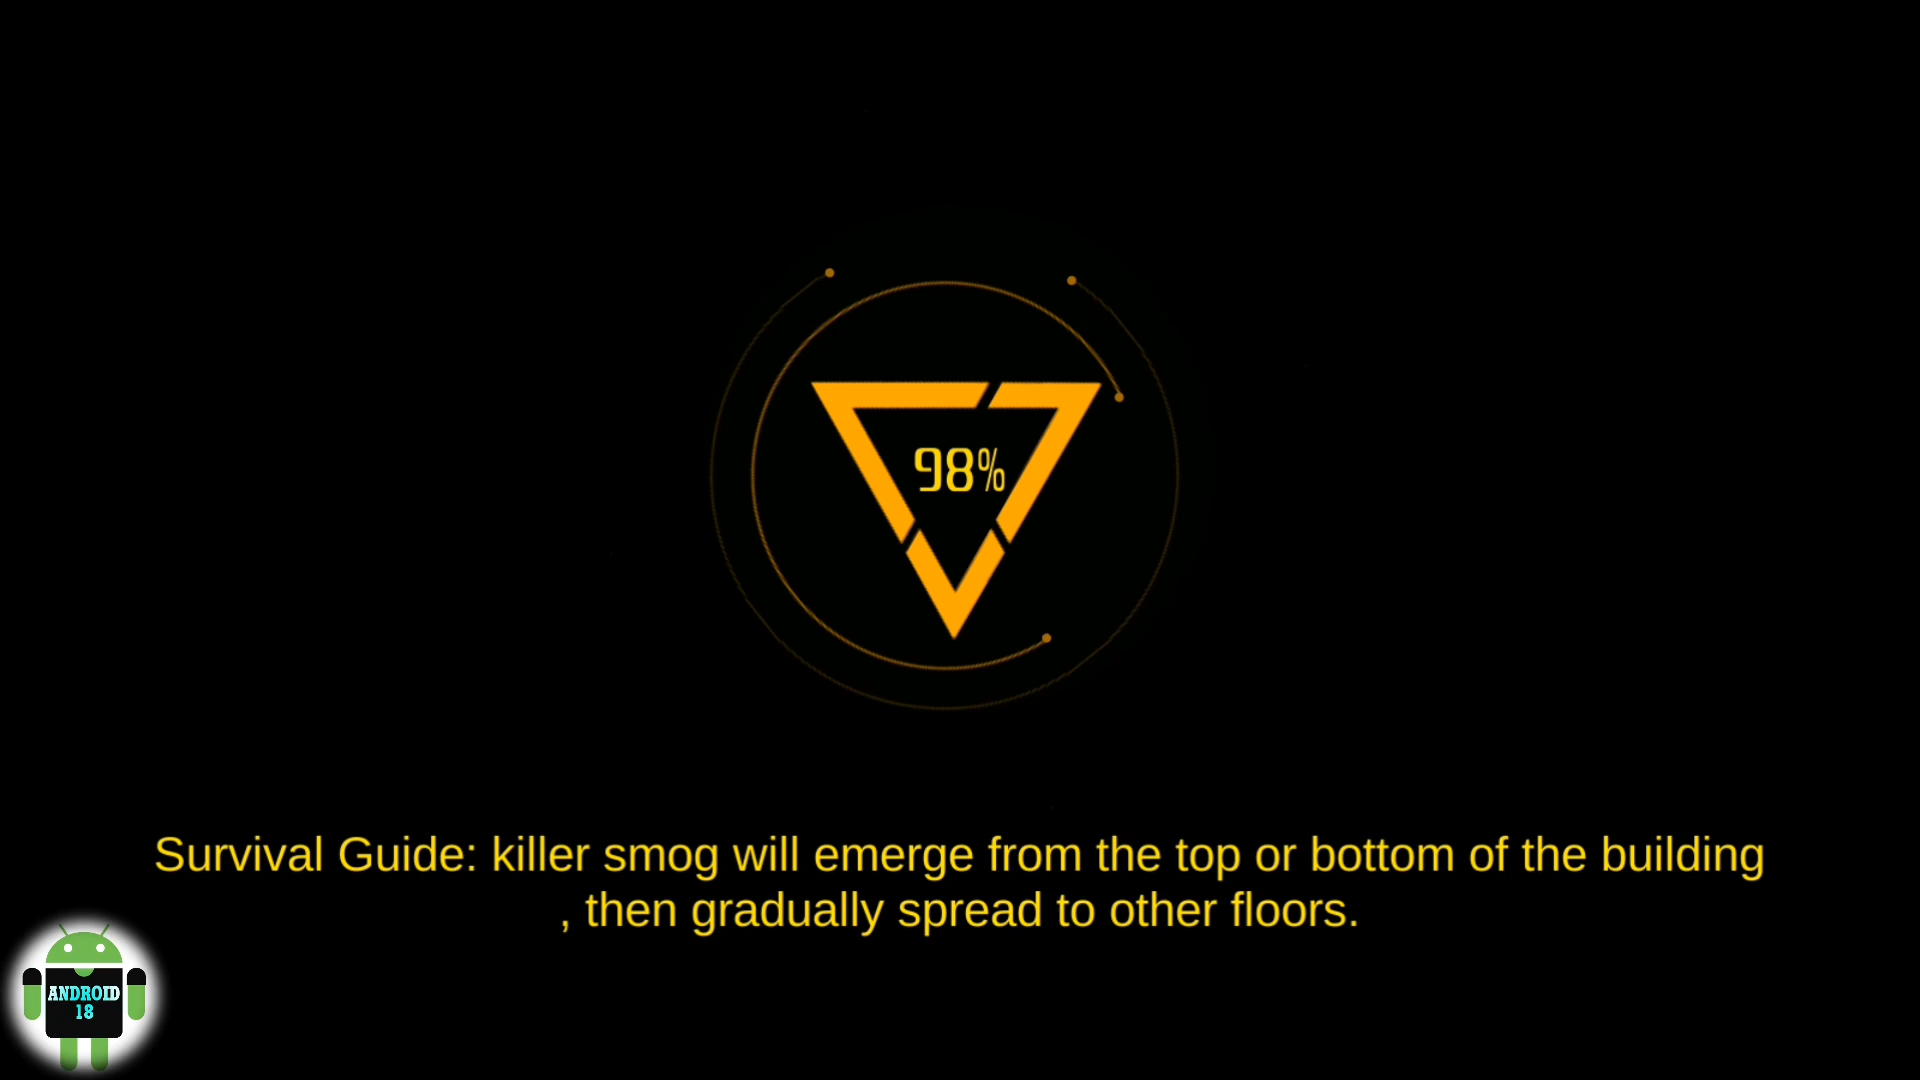 98%
Survival Guide: killer smog will emerge from the top or bottom of the building
, then gradually spread to other floors.
ANDROID
18